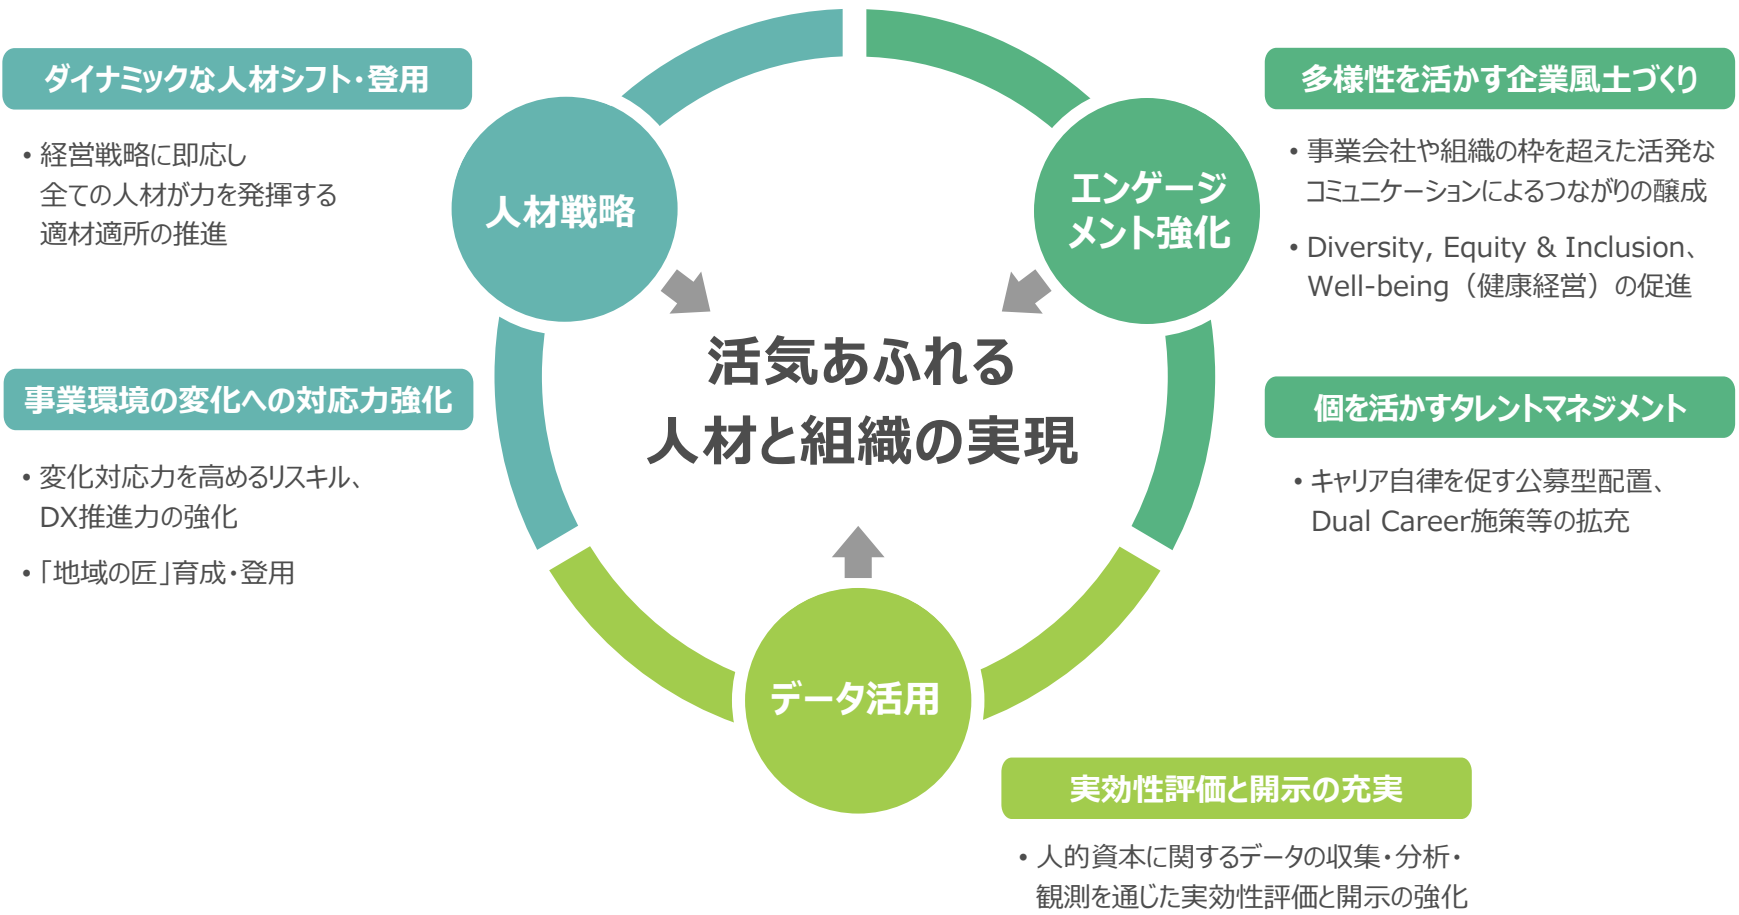 ダイナミックな人材シフト・登用
• 経営戦略に即応し
全ての人材が力を発揮する
適材適所の推進
事業環境の変化への対応力強化
• 変化対応力を高めるリスキル、
DX推進力の強化
• 「地域の匠」育成・登用
人材戦略
エンゲージ
メント強化
活気あふれる
人材と組織の実現
データ活用
多様性を活かす企業風土づくり
• 事業会社や組織の枠を超えた活発な
コミュニケーションによるつながりの醸成
• Diversity, Equity & Inclusion、
Well-being（健康経営）の促進
個を活かすタレントマネジメント
• キャリア自律を促す公募型配置、
Dual Career施策等の拡充
実効性評価と開示の充実
• 人的資本に関するデータの収集・分析・
観測を通じた実効性評価と開示の強化